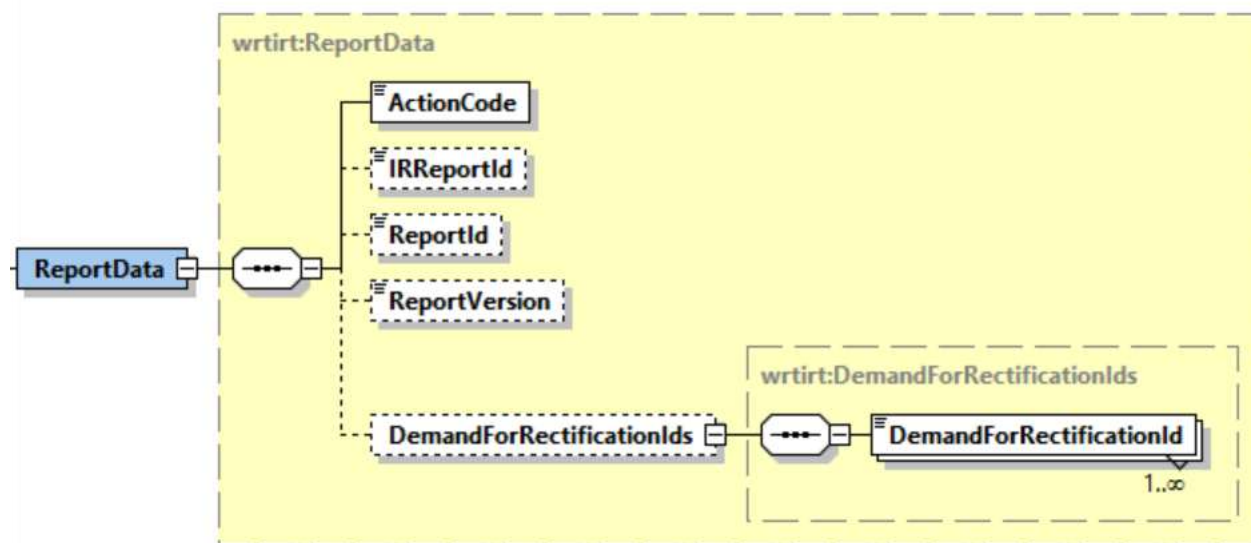 wrtirt:ReportData
ActionCode
IRReportId
ReportId
ReportData
ReportVersion
wrtirt:DemandForRectificationIds
DemandForRectificationIds
DemandForRectificationId
1..∞